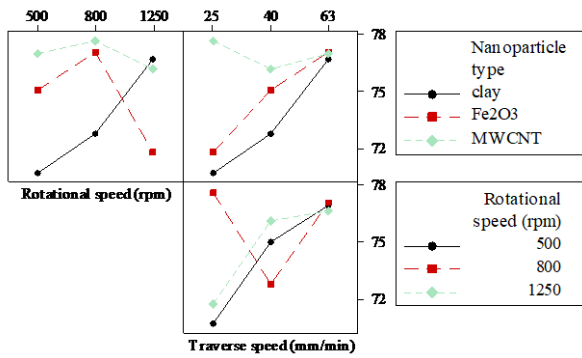 500 800 1250 25 40 63
78
75
72
Nanoparticle
type
clay
Fe2O3
MWCNT
Rotational speed (rpm)
78
75
72
Rotational
speed (rpm)
500
800
1250
Traverse speed (mm/min)